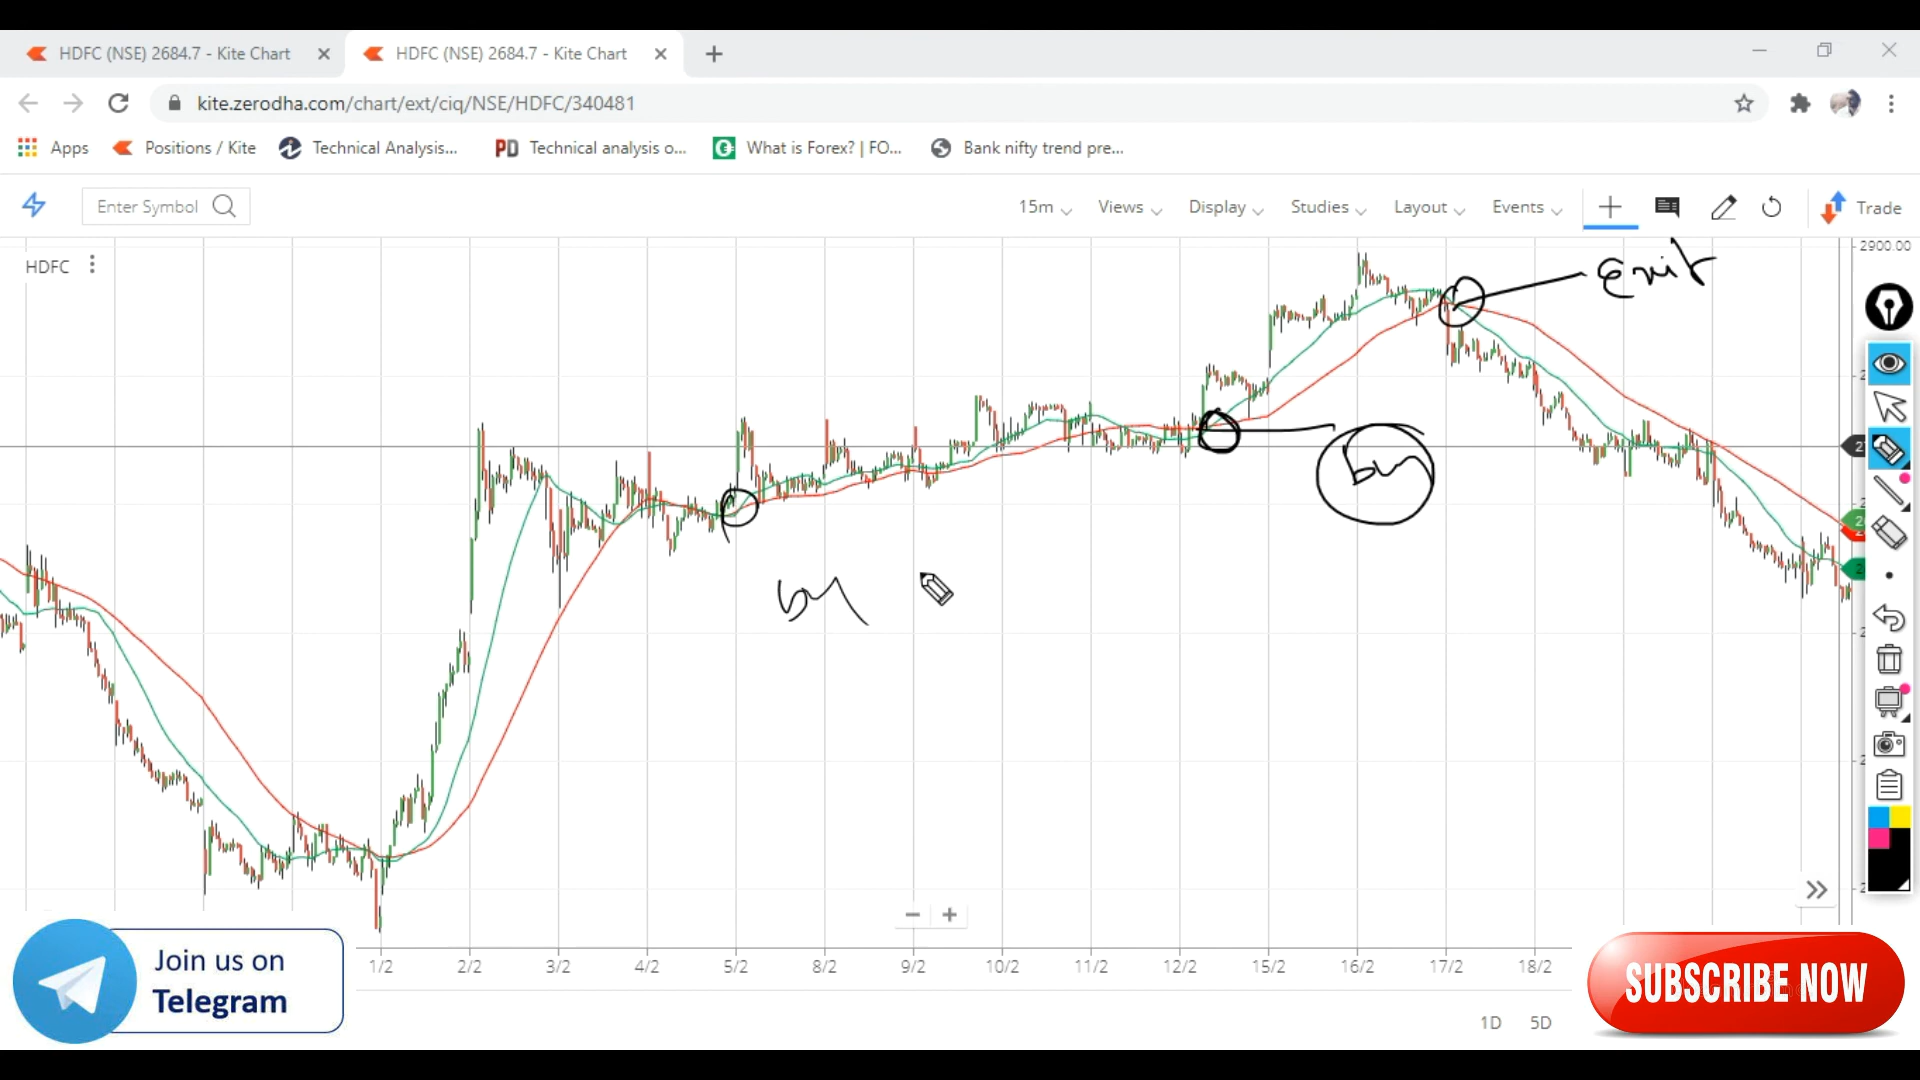 HDFC (NSE) 2684.7 - Kite Chart
HDFC (NSE) 2684.7 - Kite Chart
kite.zerodha.com/chart/ext/ciq/NSE/HDFC/340481
Apps
Positions / Kite
Technical Analysis...
PD
Technical analysis o...
What is Forex? | FO...
Bank nifty trend pre...
Enter Symbol
15m
Views
Display
Studies
Layout
Events
Trade
2900.00
HDFC
Exit
by
by
1/2 2/2 3/2 4/2 5/2 8/2 9/2 10/2 11/2 12/2 15/2 16/2 17/2 18/2
Join us on
Telegram
SUBSCRIBE NOW
1D 5D